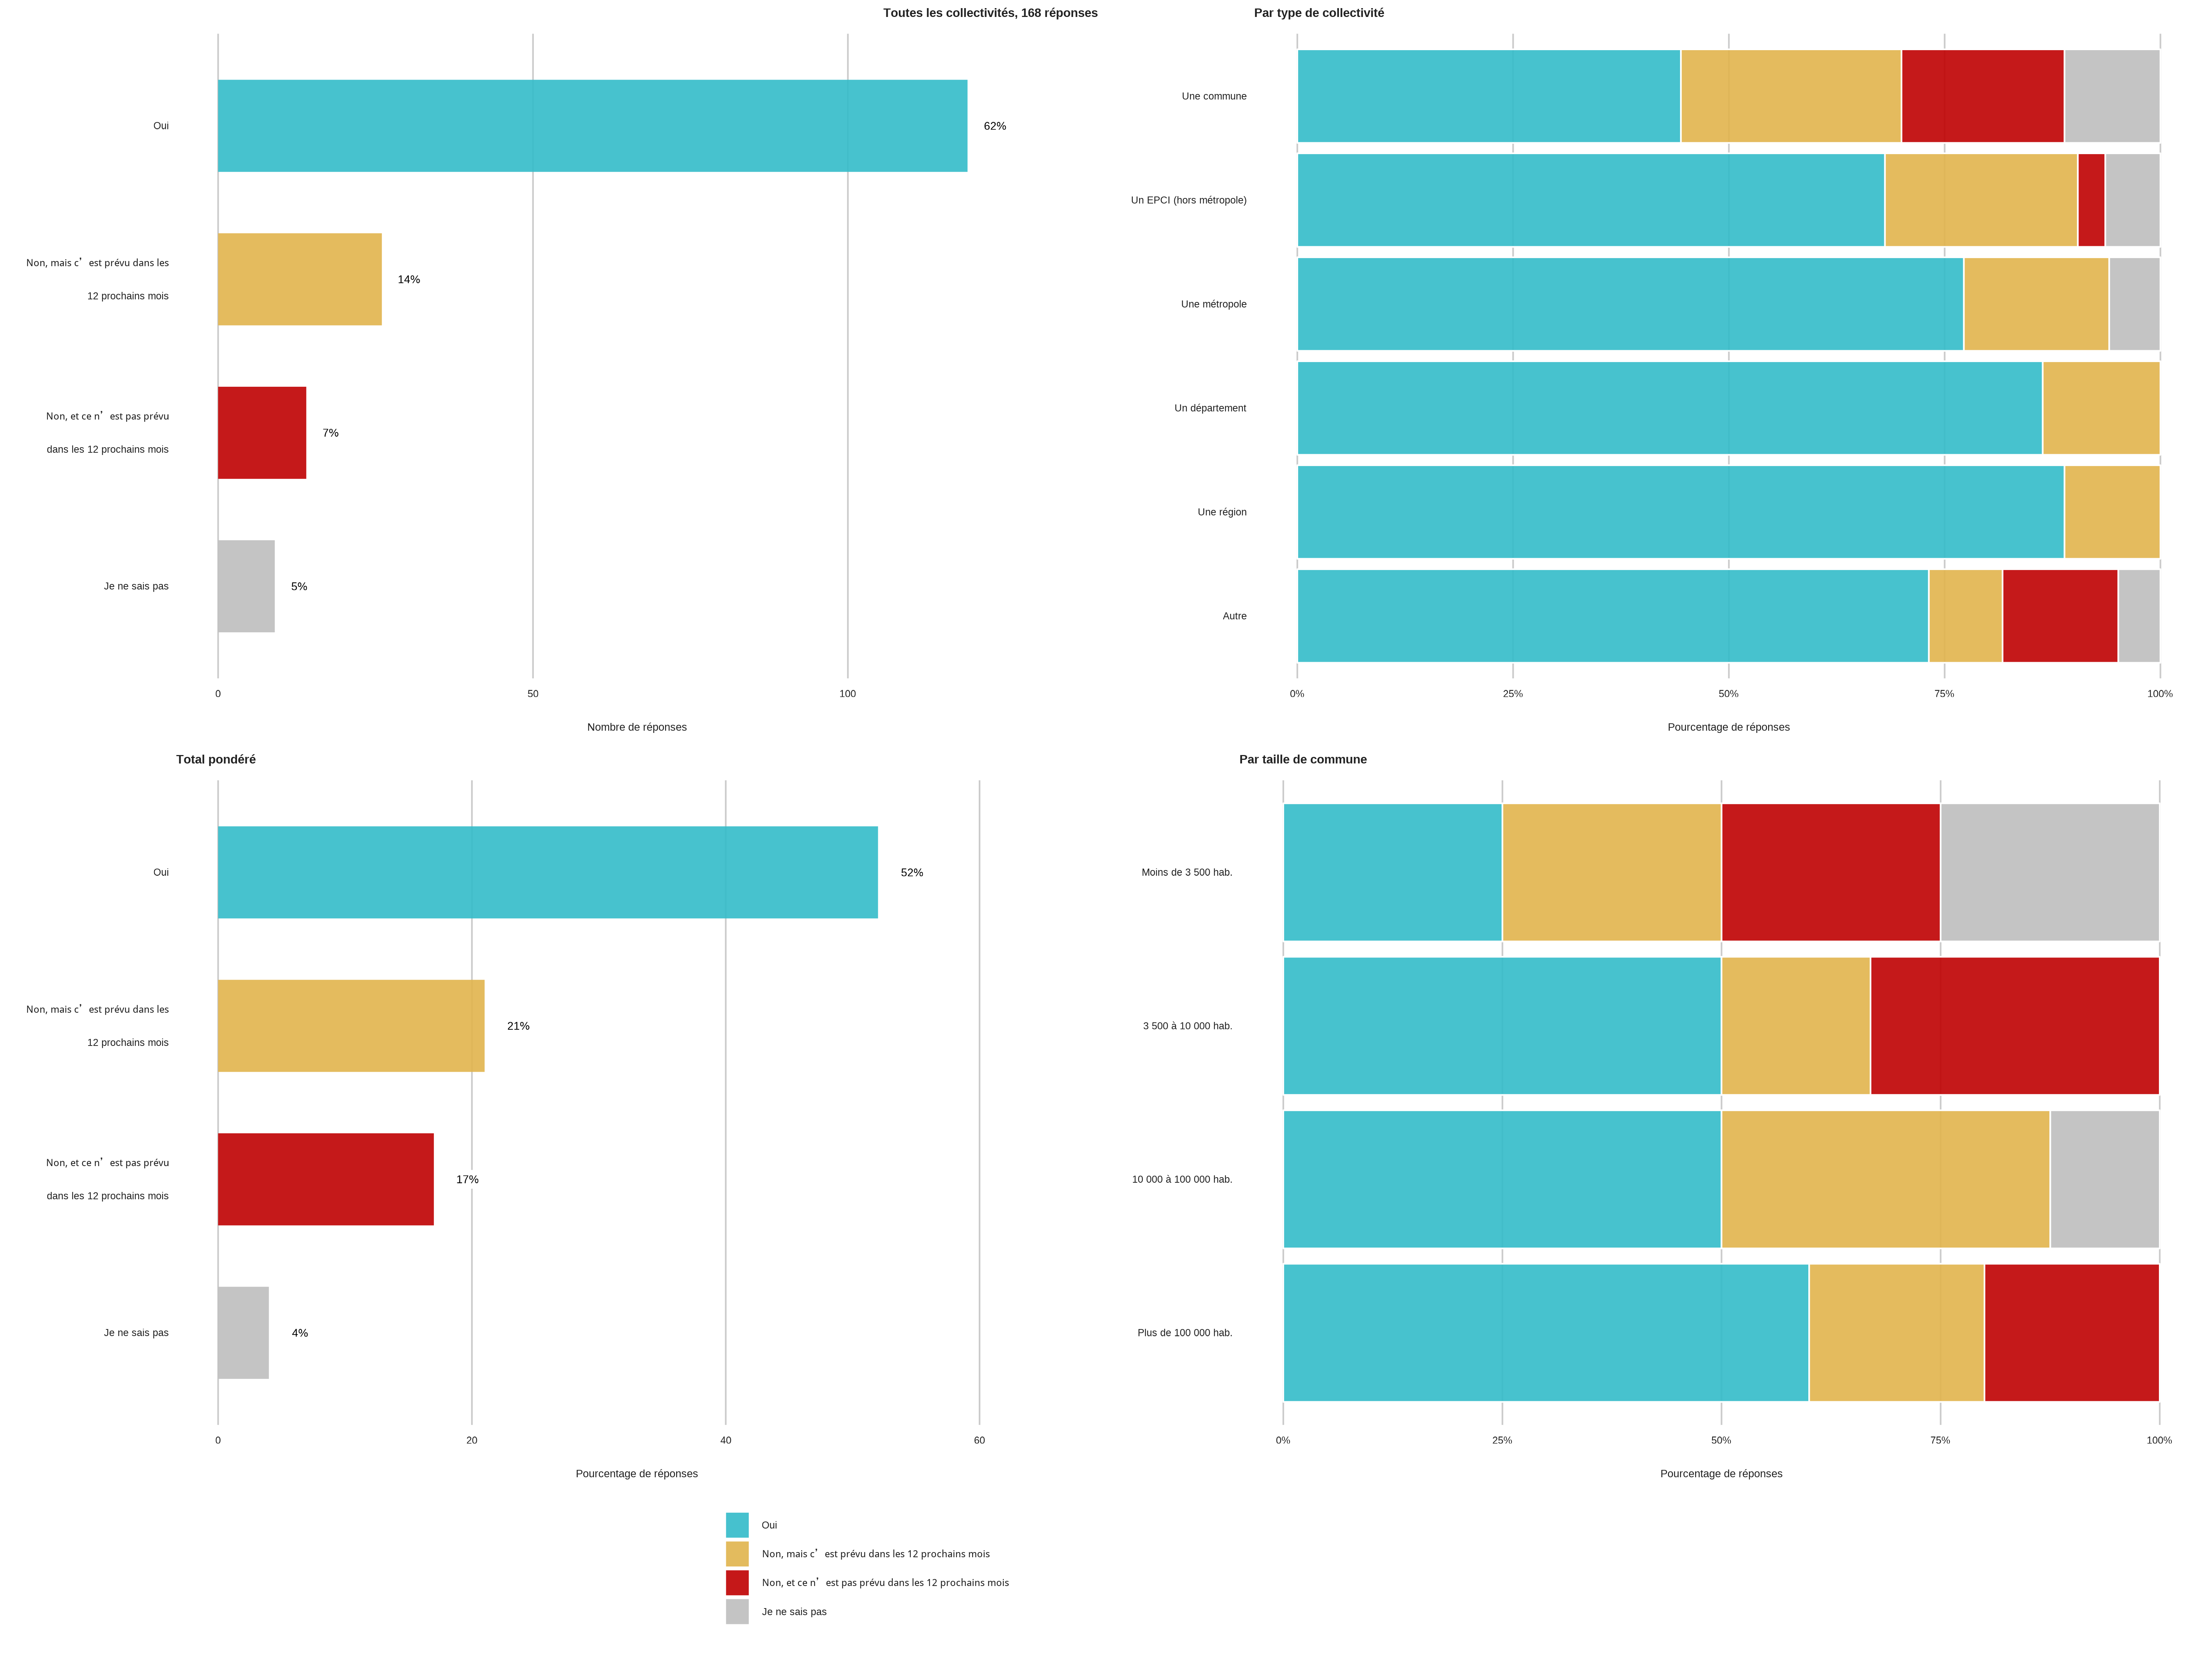 Toutes les collectivités, 168 réponses
Oui
62%
Non, mais c’est prévu dans les
12 prochains mois
14%
Non, et ce n’est pas prévu
dans les 12 prochains mois
7%
Je ne sais pas
5%
0
50
100
Nombre de réponses
Par type de collectivité
Une commune
Un EPCI (hors métropole)
Une métropole
Un département
Une région
Autre
0%
25%
50%
75%
100%
Pourcentage de réponses
Total pondéré
Oui
52%
Non, mais c’est prévu dans les
12 prochains mois
21%
Non, et ce n’est pas prévu
dans les 12 prochains mois
17%
Je ne sais pas
4%
0
20
40
60
Pourcentage de réponses
Par taille de commune
Moins de 3 500 hab.
3 500 à 10 000 hab.
10 000 à 100 000 hab.
Plus de 100 000 hab.
0%
25%
50%
75%
100%
Pourcentage de réponses
Oui
Non, mais c’est prévu dans les 12 prochains mois
Non, et ce n’est pas prévu dans les 12 prochains mois
Je ne sais pas